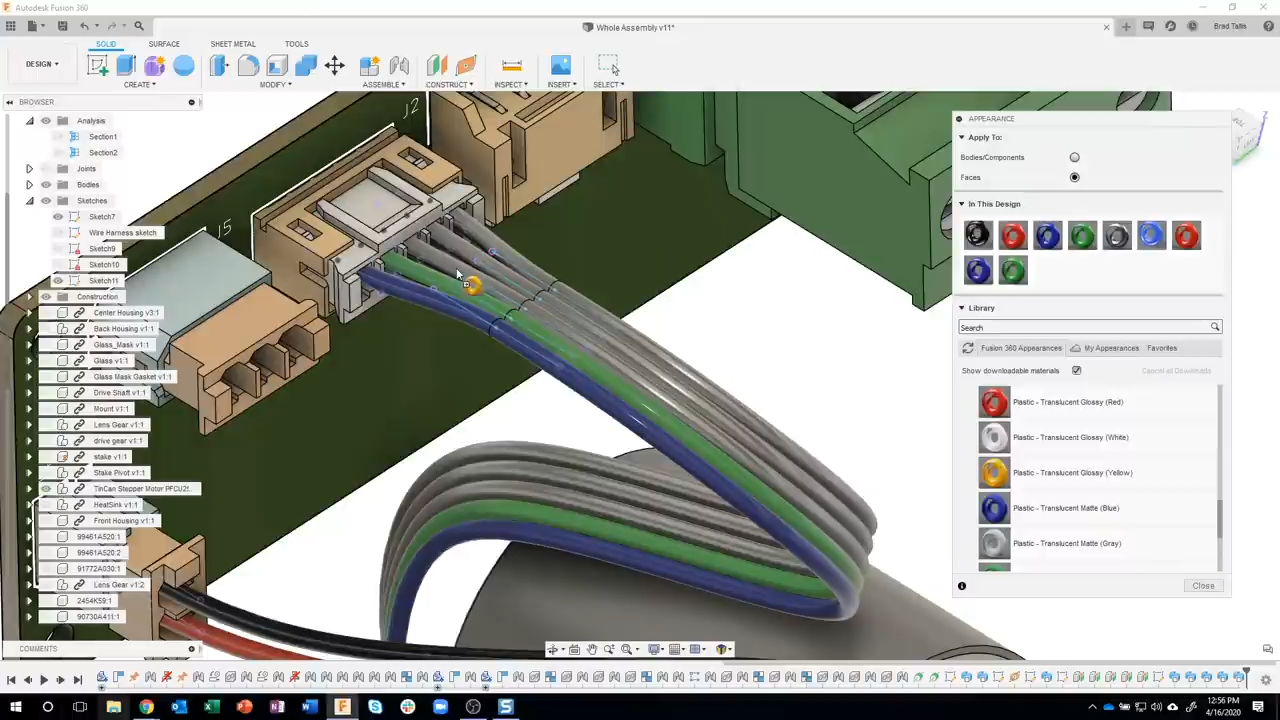 Autodesk Fusion 360
Whole Assembly v11*
Brad Tallis
SOLID
SURFACE
SHEET METAL
TOOLS
DESIGN
CREATE
MODIFY
ASSEMBLE
CONSTRUCT
INSPECT
INSERT
SELECT
BROWSER
Analysis
Section1
Section2
Joints
Bodies
Sketches
Sketch7
Wire Harness sketch
Sketch9
Sketch10
Sketch11
Construction
Center Housing v3:1
Back Housing v1:1
Glass_Mask v1:1
Glass v1:1
Glass Mask Gasket v1:1
Drive Shaft v1:1
Mount v1:1
Lens Gear v1:1
drive gear v1:1
stake v1:1
Stake Pivot v1:1
TinCan Stepper Motor PFCU2!..
HeatSink v1:1
Front Housing v1:1
99461A520:1
99461A520:2
91772A030:1
Lens Gear v1:2
2454K59:1
90730A411:1
COMMENTS
J2
J5
APPEARANCE
Apply To:
Bodies/Components
Faces
In This Design
Library
Search
Fusion 360 Appearances
My Appearances
Favorites
Show downloadable materials
Cancel all Downloads
Plastic - Translucent Glossy (Red)
Plastic - Translucent Glossy (White)
Plastic - Translucent Glossy (Yellow)
Plastic - Translucent Matte (Blue)
Plastic - Translucent Matte (Gray)
Close
12:56 PM
4/16/2020